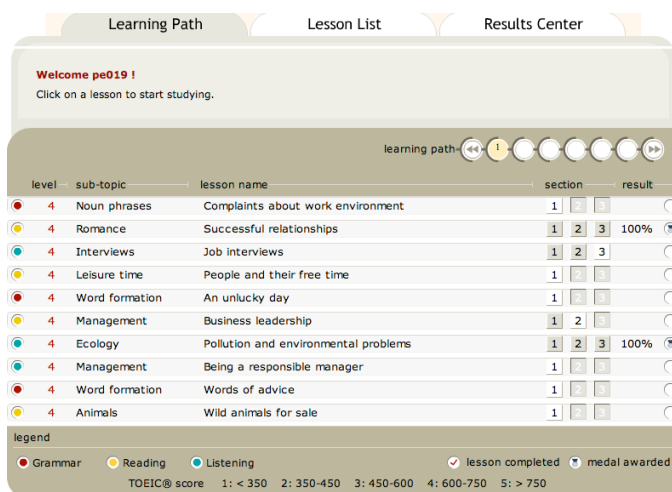 Learning Path Lesson List Results Center
Welcome pe019 !
Click on a lesson to start studying.
learning path 1
level sub-topic lesson name section result
4 Noun phrases Complaints about work environment 1 2 3
4 Romance Successful relationships 1 2 3 100%
4 Interviews Job interviews 1 2 3
4 Leisure time People and their free time 1 2 3
4 Word formation An unlucky day 1 2 3
4 Management Business leadership 1 2 3
4 Ecology Pollution and environmental problems 1 2 3 100%
4 Management Being a responsible manager 1 2 3
4 Word formation Words of advice 1 2 3
4 Animals Wild animals for sale 1 2 3
legend
Grammar Reading Listening lesson completed medal awarded
TOEIC® score 1: < 350 2: 350-450 3: 450-600 4: 600-750 5: > 750